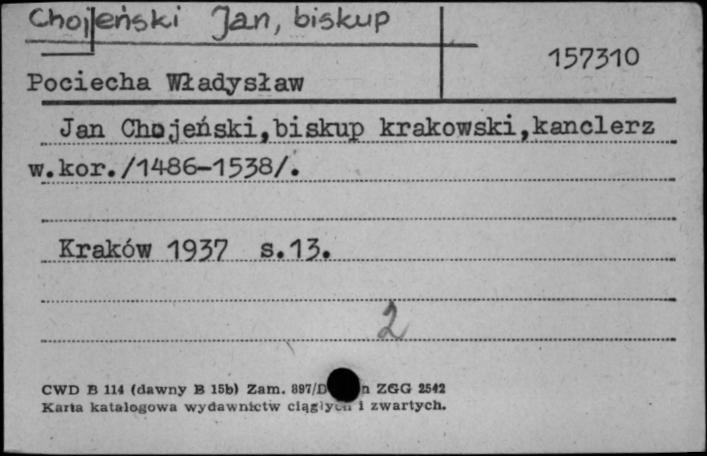 Chojeński Jan, biskup
157310
Pociecha Władysław
Jan Chojeński,biskup krakowski,kanclerz
w.kor./1486-1538/.
Kraków 1937 s.13.
2
CWD B 114 (dawny B 15b) Zam. 897/D n ZGG 2542
Karta katalogowa wydawnictw ciągłych i zwartych.